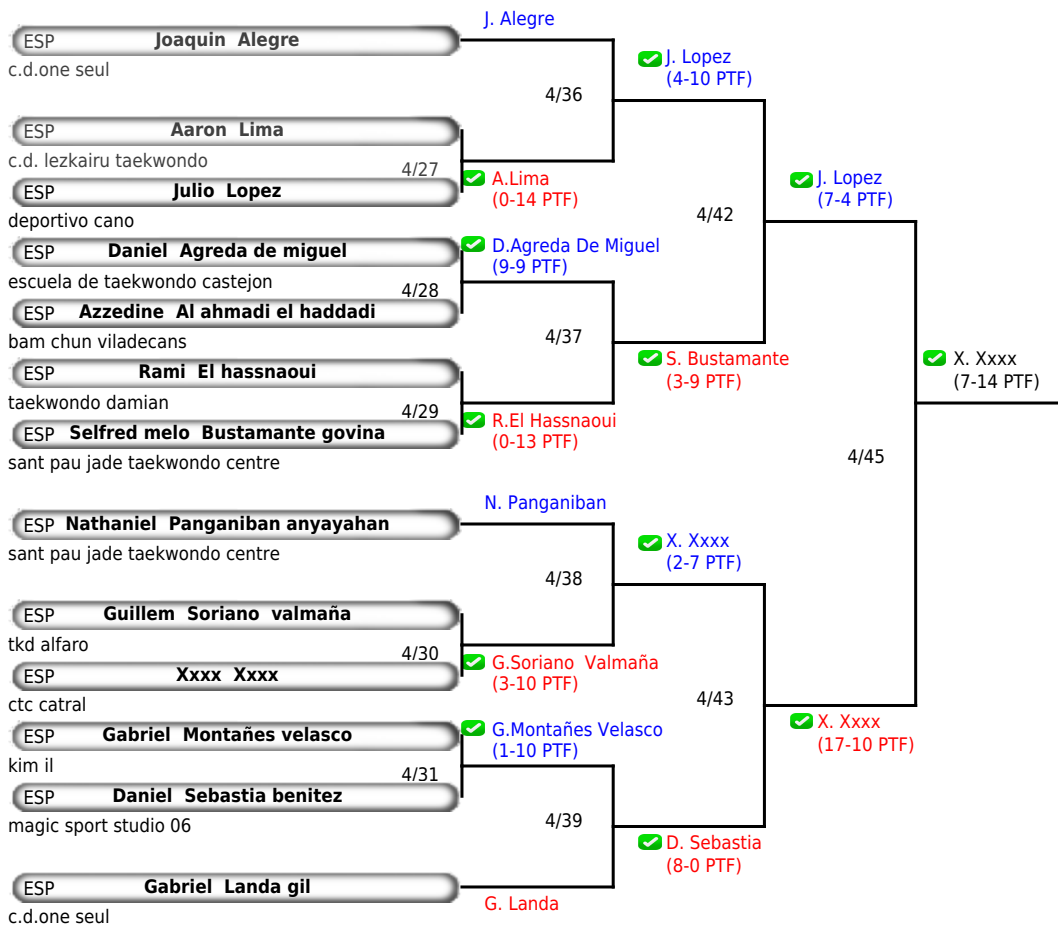 J. Alegre
ESP Joaquin Alegre
c.d.one seul
J. Lopez
(4-10 PTF)
4/36
ESP Aaron Lima
c.d. lezkairu taekwondo
4/27
A.Lima
(0-14 PTF)
ESP Julio Lopez
deportivo cano
J. Lopez
(7-4 PTF)
4/42
ESP Daniel Agreda de miguel
D.Agreda De Miguel
(9-9 PTF)
escuela de taekwondo castejon
4/28
ESP Azzedine Al ahmadi el haddadi
bam chun viladecans
4/37
S. Bustamante
(3-9 PTF)
X. Xxxx
(7-14 PTF)
ESP Rami El hassnaoui
taekwondo damian
4/29
R.El Hassnaoui
(0-13 PTF)
ESP Selfred melo Bustamante govina
sant pau jade taekwondo centre
4/45
N. Panganiban
ESP Nathaniel Panganiban anyayahan
sant pau jade taekwondo centre
X. Xxxx
(2-7 PTF)
4/38
ESP Guillem Soriano valmaña
tkd alfaro
4/30
G.Soriano Valmaña
(3-10 PTF)
ESP Xxxx Xxxx
ctc catral
4/43
X. Xxxx
(17-10 PTF)
ESP Gabriel Montañes velasco
G.Montañes Velasco
(1-10 PTF)
kim il
4/31
ESP Daniel Sebastia benitez
magic sport studio 06
4/39
D. Sebastia
(8-0 PTF)
ESP Gabriel Landa gil
G. Landa
c.d.one seul